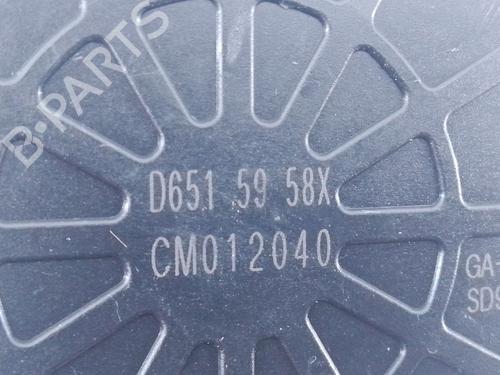 B-PARTS
D651 59 58X
CM012040
GA-
SDS